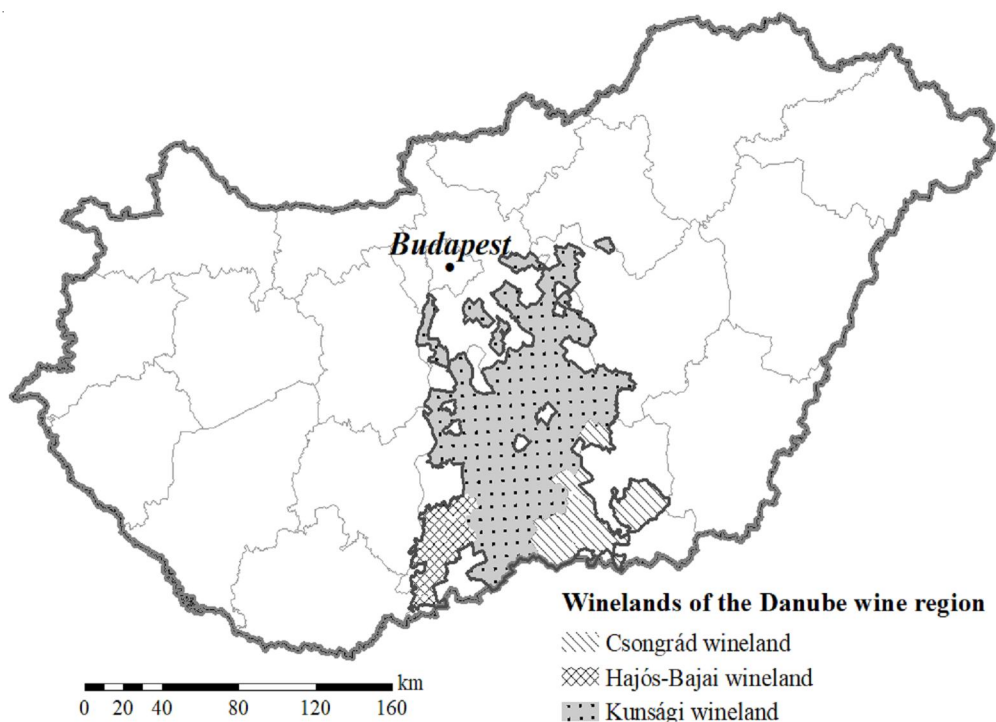 Budapest
Winelands of the Danube wine region
Csongrád wineland
Hajós-Bajai wineland
Kunsági wineland
km
0 20 40 80 120 160